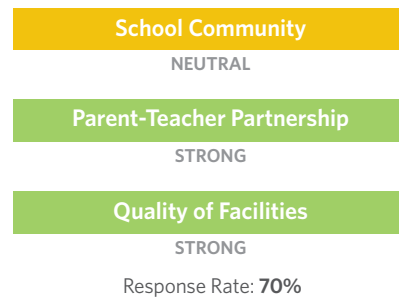 School Community
NEUTRAL
Parent-Teacher Partnership
STRONG
Quality of Facilities
STRONG
Response Rate: 70%